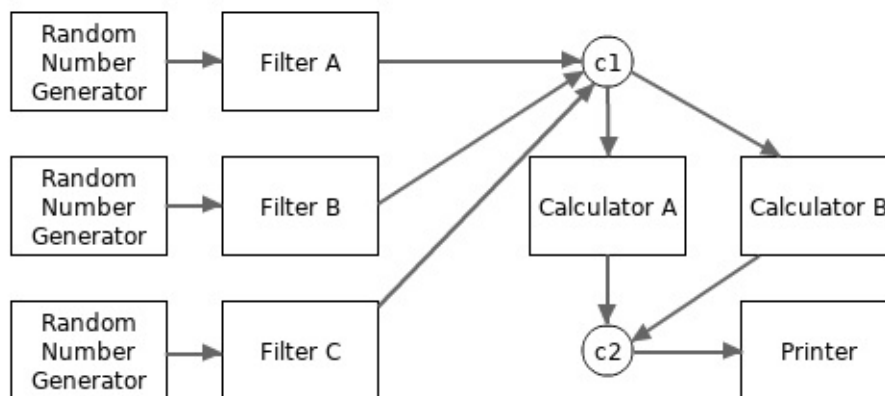 Random
Number
Generator
Filter A
c1
Random
Number
Generator
Filter B
Calculator A
Calculator B
Random
Number
Generator
Filter C
c2
Printer